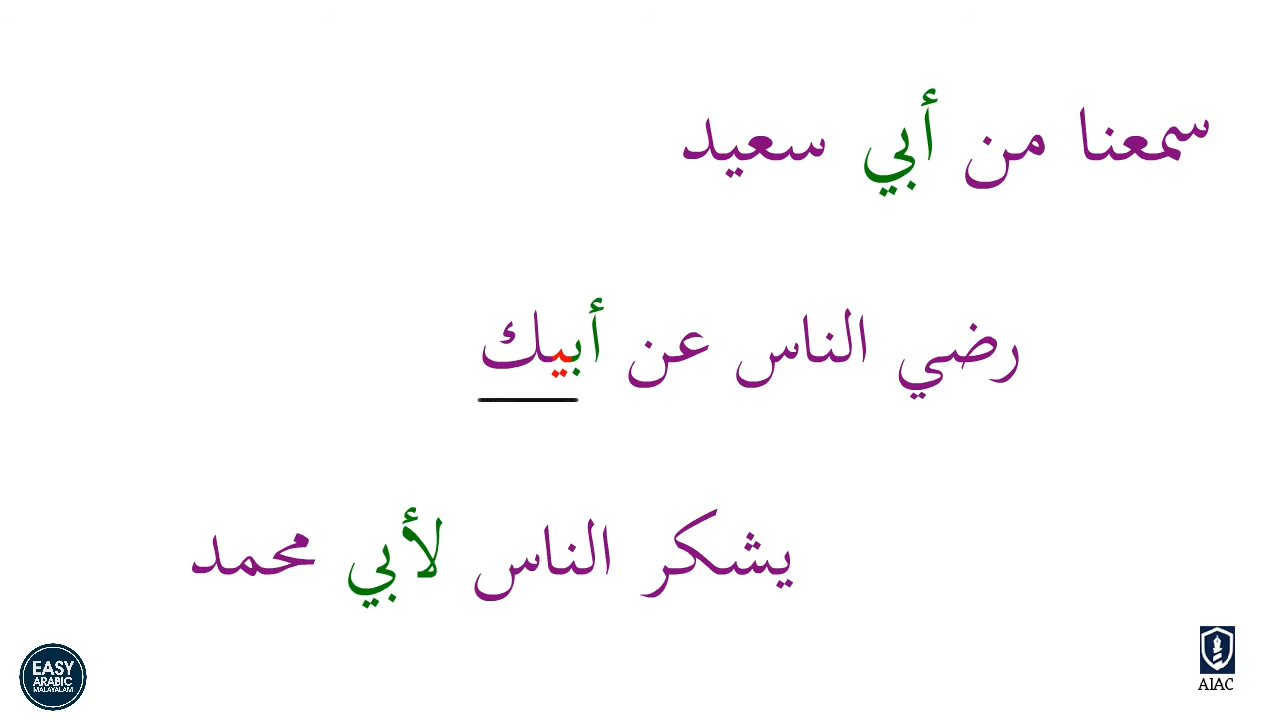 سمعنا من أبي سعيد
رضي الناس عن أبيك
يشكر الناس لأبي محمد
EASY
ARABIC
MALAYALAM
AIAC